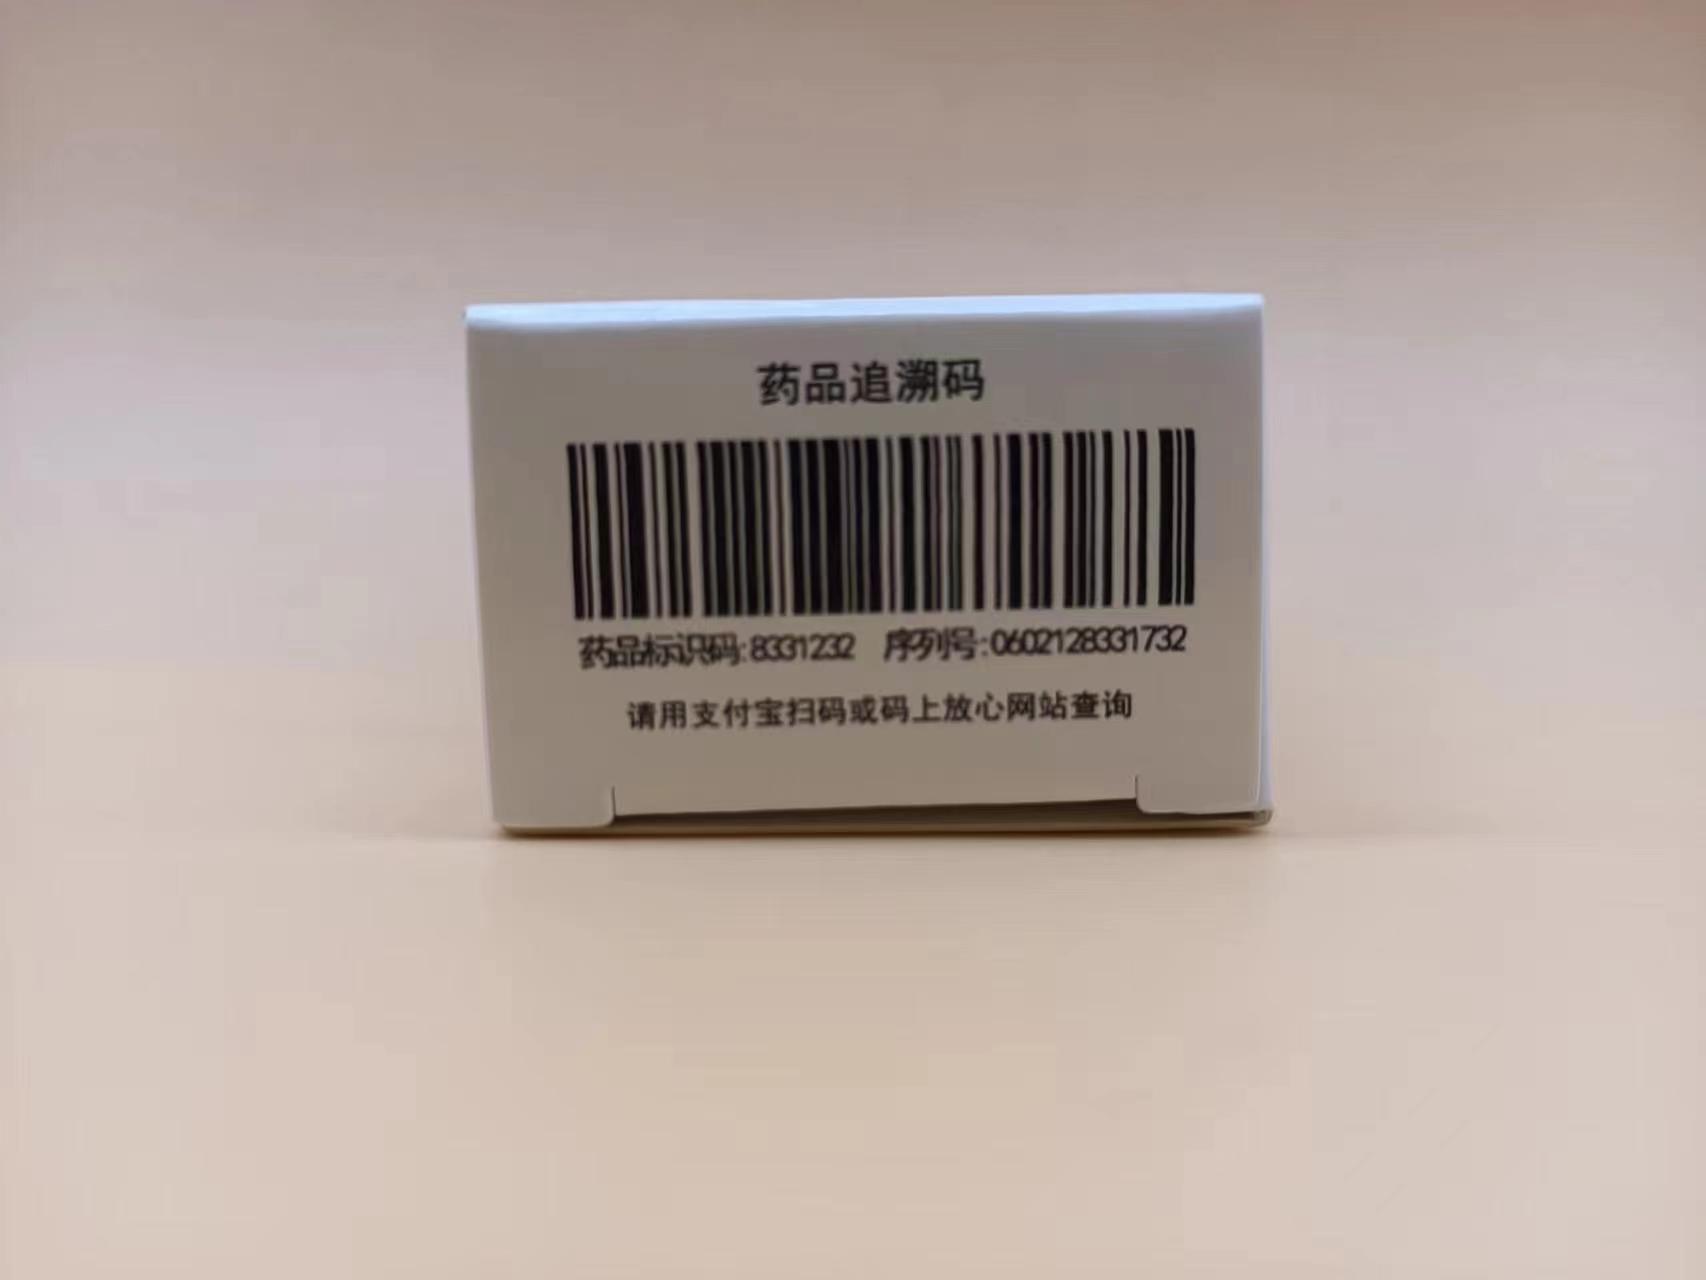 药品追溯码
药品标识码:8331232 序列号:0602128331732
请用支付宝扫码或码上放心网站查询